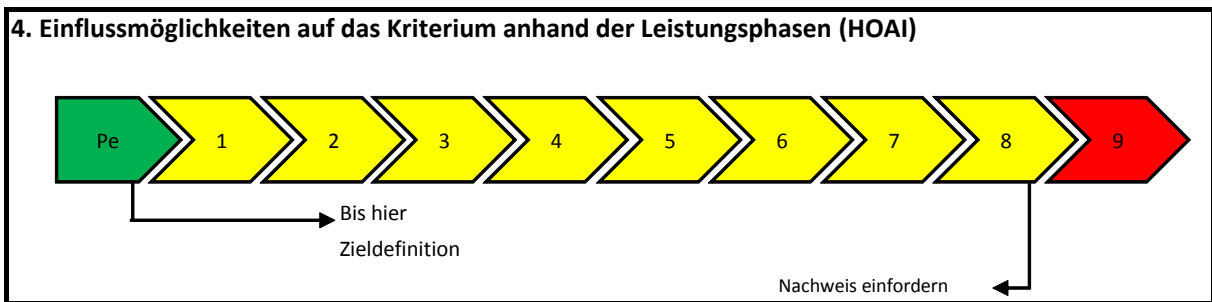 4. Einflussmöglichkeiten auf das Kriterium anhand der Leistungsphasen (HOAI)
Pe 1 2 3 4 5 6 7 8 9
Bis hier
Zieldefinition
Nachweis einfordern